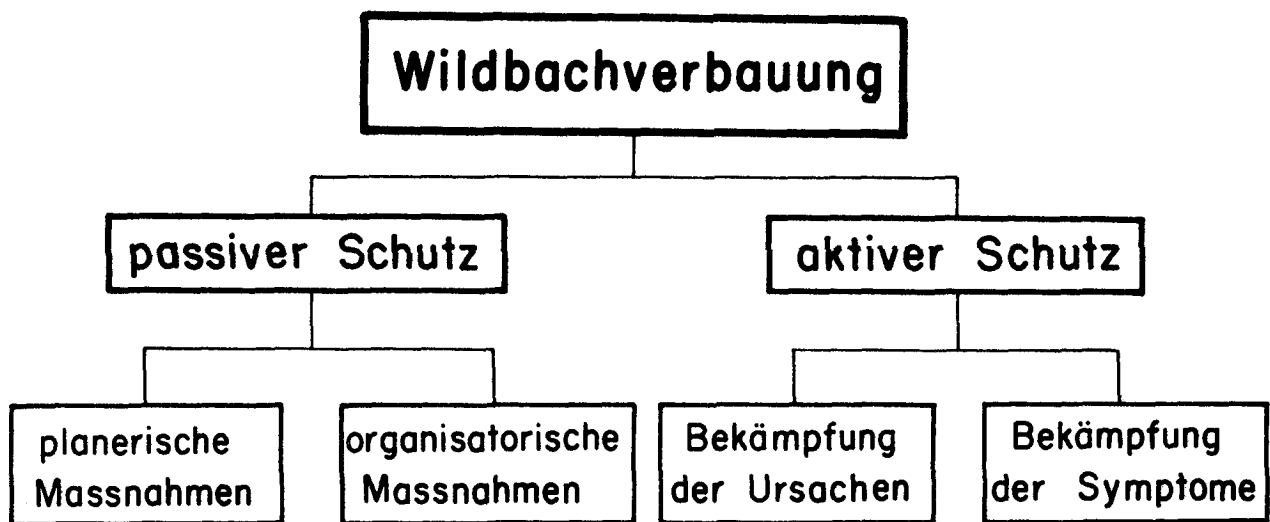 Wildbachverbauung
passiver Schutz
aktiver Schutz
planerische
Massnahmen
organisatorische
Massnahmen
Bekämpfung
der Ursachen
Bekämpfung
der Symptome